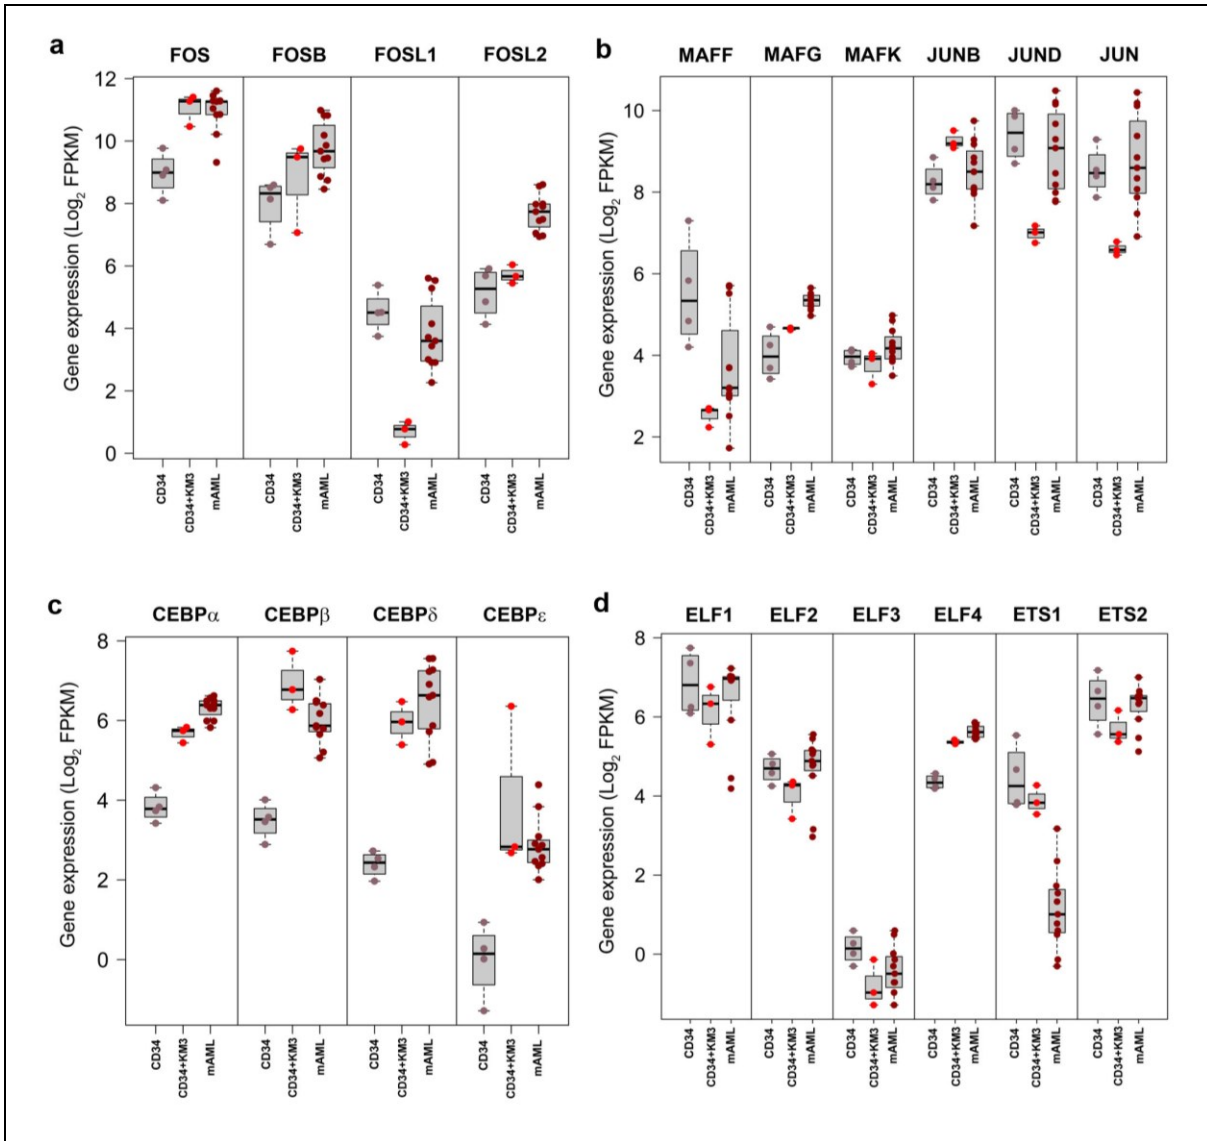 a
FOS FOSB FOSL1 FOSL2
Gene expression (Log2 FPKM)
12
10
8
6
4
2
0
CD34 CD34+KM3 mAML CD34 CD34+KM3 mAML CD34 CD34+KM3 mAML CD34 CD34+KM3 mAML
b
MAFF MAFG MAFK JUNB JUND JUN
Gene expression (Log2 FPKM)
10
8
6
4
2
CD34 CD34+KM3 mAML CD34 CD34+KM3 mAML CD34 CD34+KM3 mAML CD34 CD34+KM3 mAML CD34 CD34+KM3 mAML CD34 CD34+KM3 mAML
c
CEBPα CEBPβ CEBPδ CEBPε
Gene expression (Log2 FPKM)
8
6
4
2
0
CD34 CD34+KM3 mAML CD34 CD34+KM3 mAML CD34 CD34+KM3 mAML CD34 CD34+KM3 mAML
d
ELF1 ELF2 ELF3 ELF4 ETS1 ETS2
Gene expression (Log2 FPKM)
8
6
4
2
0
CD34 CD34+KM3 mAML CD34 CD34+KM3 mAML CD34 CD34+KM3 mAML CD34 CD34+KM3 mAML CD34 CD34+KM3 mAML CD34 CD34+KM3 mAML